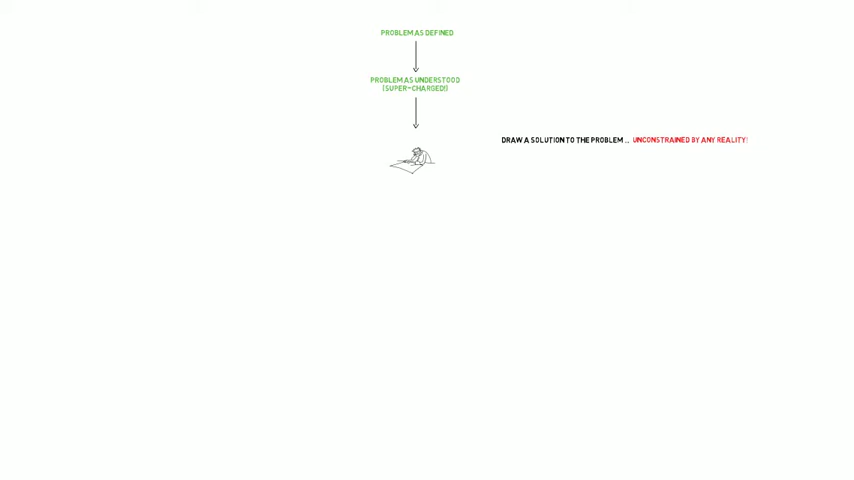 PROBLEM AS DEFINED
PROBLEM AS UNDERSTOOD
(SUPER-CHARGED!)
DRAW A SOLUTION TO THE PROBLEM ... UNCONSTRAINED BY ANY REALITY!